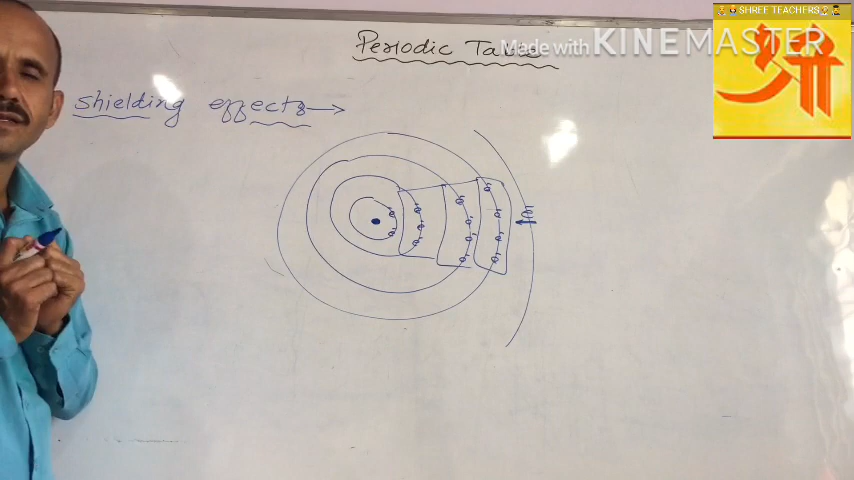 SHREE TEACHERS
Periodic Table
Made with KINEMASTER
श्री
shielding effects →